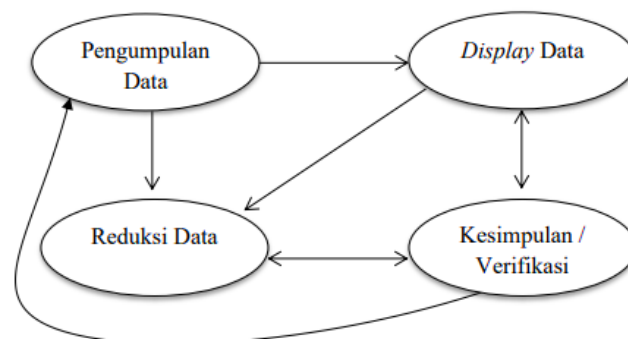 Pengumpulan
Data
Display Data
Reduksi Data
Kesimpulan /
Verifikasi